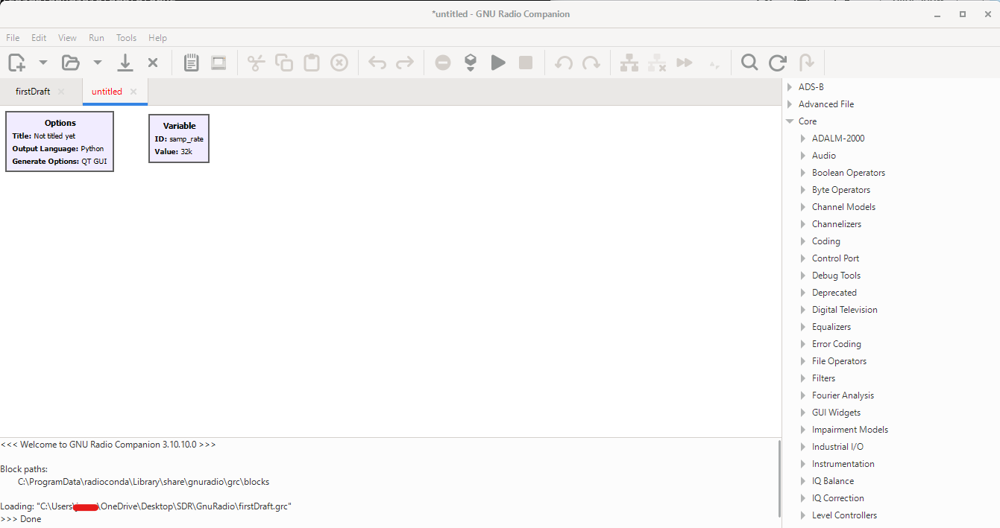 *untitled - GNU Radio Companion
File Edit View Run Tools Help
firstDraft
untitled
Options
Title: Not titled yet
Output Language: Python
Generate Options: QT GUI
Variable
ID: samp_rate
Value: 32k
ADS-B
Advanced File
Core
ADALM-2000
Audio
Boolean Operators
Byte Operators
Channel Models
Channelizers
Coding
Control Port
Debug Tools
Deprecated
Digital Television
Equalizers
Error Coding
File Operators
Filters
Fourier Analysis
GUI Widgets
Impairment Models
Industrial I/O
Instrumentation
IQ Balance
IQ Correction
Level Controllers
<<< Welcome to GNU Radio Companion 3.10.10.0 >>>
Block paths:
C:\ProgramData\radioconda\Library\share\gnuradio\grc\blocks
Loading: "C:\Users\ \OneDrive\Desktop\SDR\GnuRadio\firstDraft.grc"
>>> Done